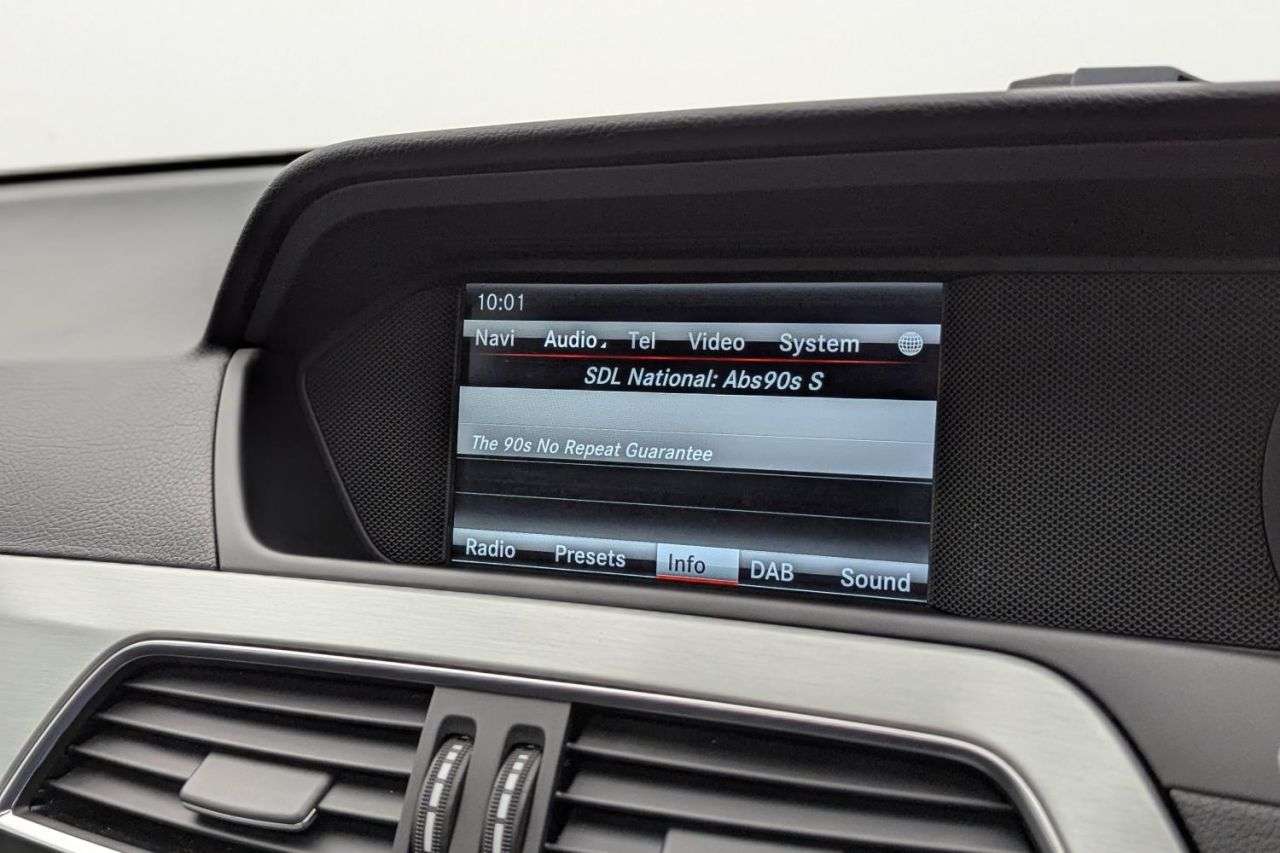 10:01
Navi Audio Tel Video System
SDL National: Abs90s S
The 90s No Repeat Guarantee
Radio Presets Info DAB Sound